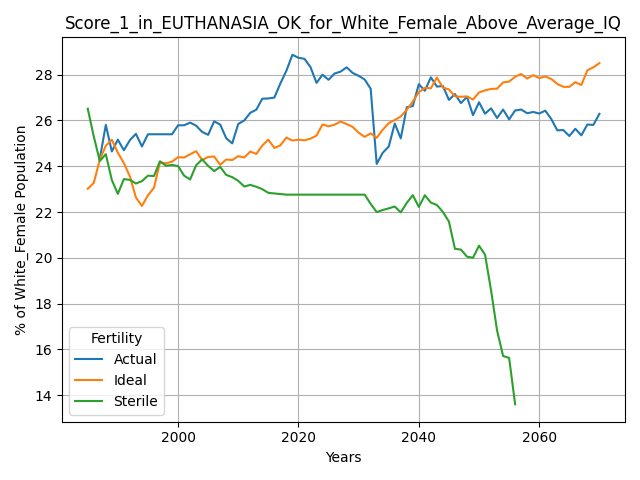 Score_1_in_EUTHANASIA_OK_for_White_Female_Above_Average_IQ
% of White_Female Population
28
26
24
22
20
18
16
14
Fertility
Actual
Ideal
Sterile
2000 2020 2040 2060
Years